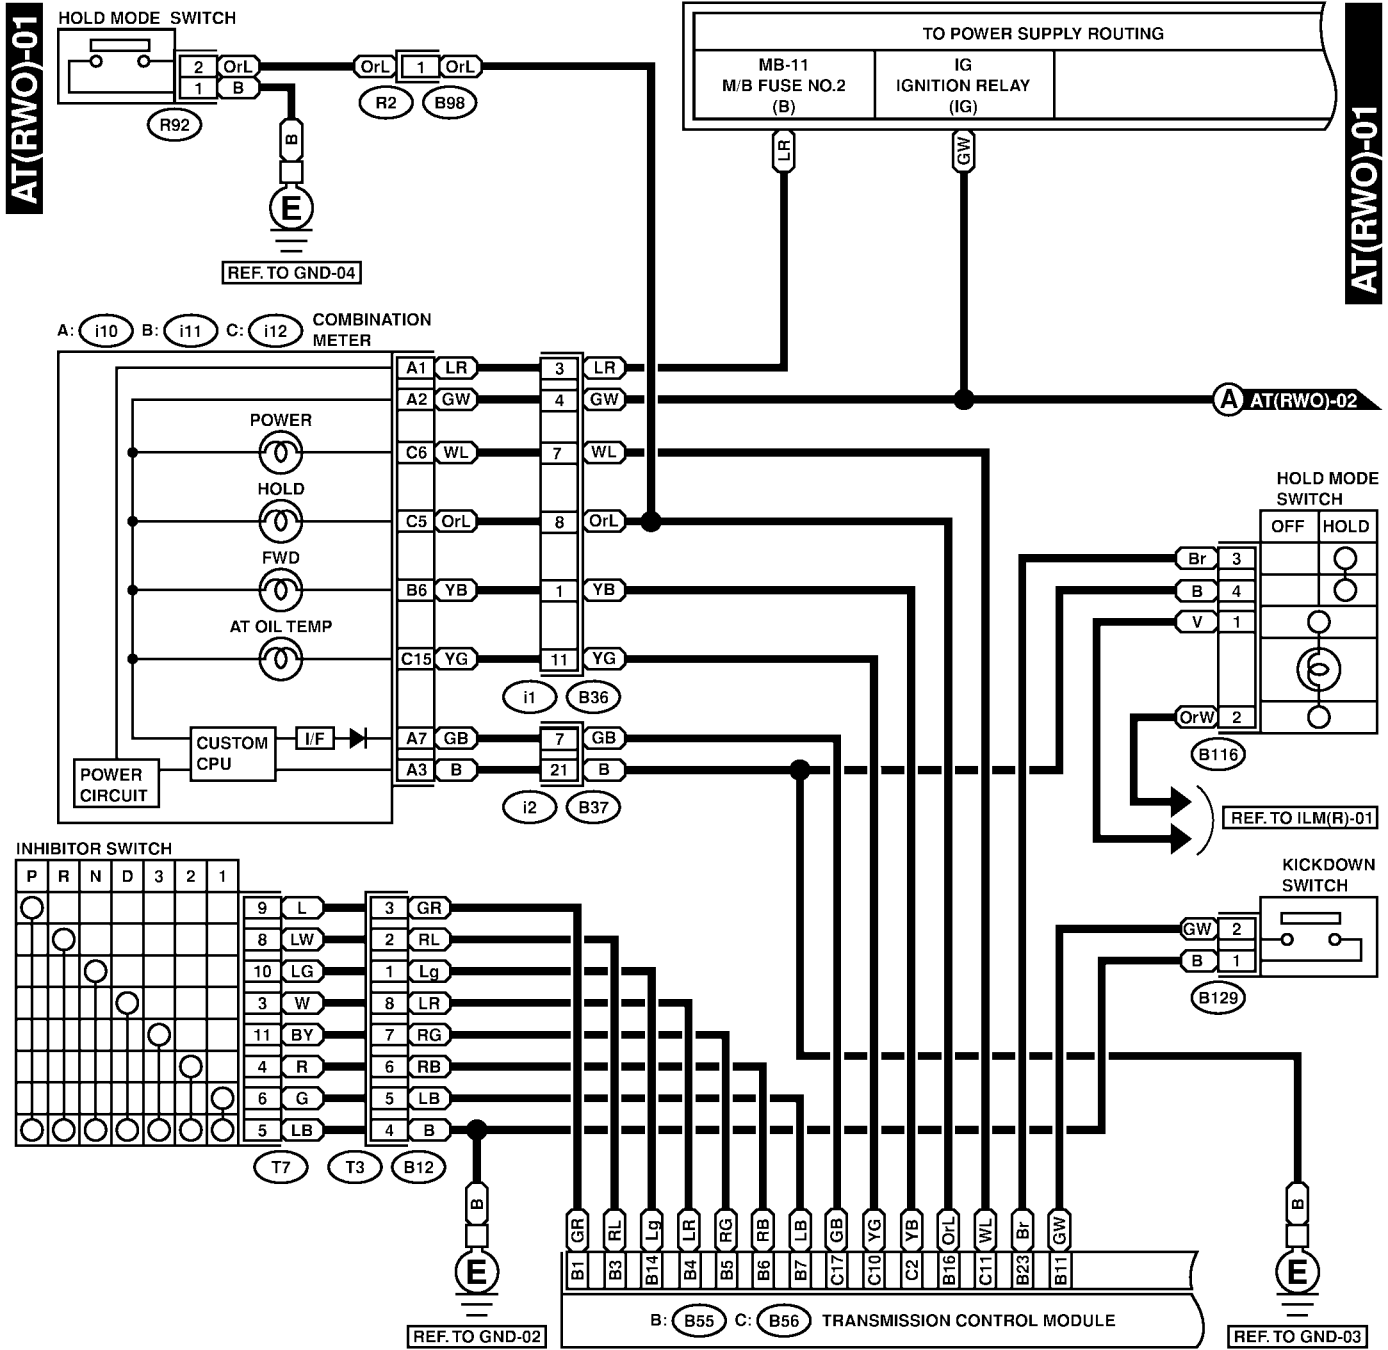 AT(RWO)-01
HOLD MODE SWITCH
2 OrL OrL 1 OrL
1 B
R92 R2 B98
B
E
REF. TO GND-04
TO POWER SUPPLY ROUTING
MB-11
M/B FUSE NO.2
(B)
IG
IGNITION RELAY
(IG)
LR GW
AT(RWO)-01
A: i10 B: i11 C: i12 COMBINATION
METER
A1 LR 3 LR
A2 GW 4 GW
A AT(RWO)-02
POWER
C6 WL 7 WL
HOLD
C5 OrL 8 OrL
FWD
B6 YB 1 YB
AT OIL TEMP
C15 YG 11 YG
i1 B36
A7 GB 7 GB
A3 B 21 B
i2 B37
CUSTOM
CPU
I/F
POWER
CIRCUIT
HOLD MODE
SWITCH
OFF HOLD
Br 3
B 4
V 1
OrW 2
B116
REF. TO ILM(R)-01
KICKDOWN
SWITCH
GW 2
B 1
B129
INHIBITOR SWITCH
P R N D 3 2 1
9 L 3 GR
8 LW 2 RL
10 LG 1 Lg
3 W 8 LR
11 BY 7 RG
4 R 6 RB
6 G 5 LB
5 LB 4 B
T7 T3 B12
B
E
REF. TO GND-02
GR RL Lg LR RG RB LB GB YG YB OrL WL Br GW
B1 B3 B14 B4 B5 B6 B7 C17 C10 C2 B16 C11 B23 B11
B: B55 C: B56 TRANSMISSION CONTROL MODULE
B
E
REF. TO GND-03